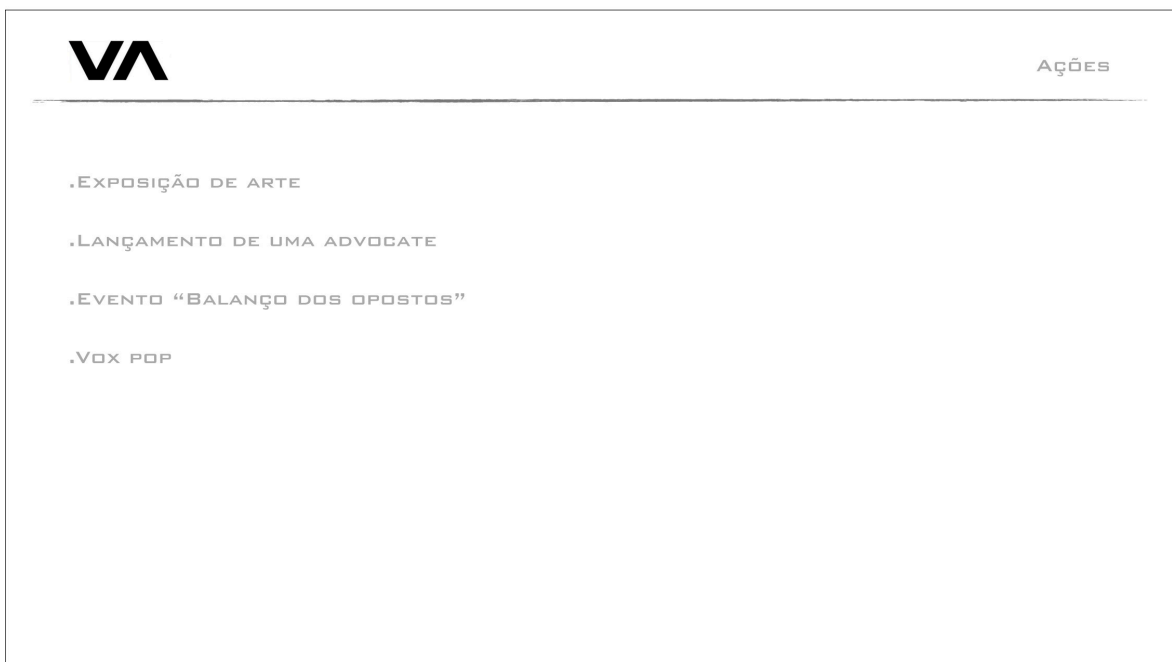 VA
Ações
.Exposição de arte
.Lançamento de uma advocate
.Evento “Balanço dos opostos”
.Vox pop